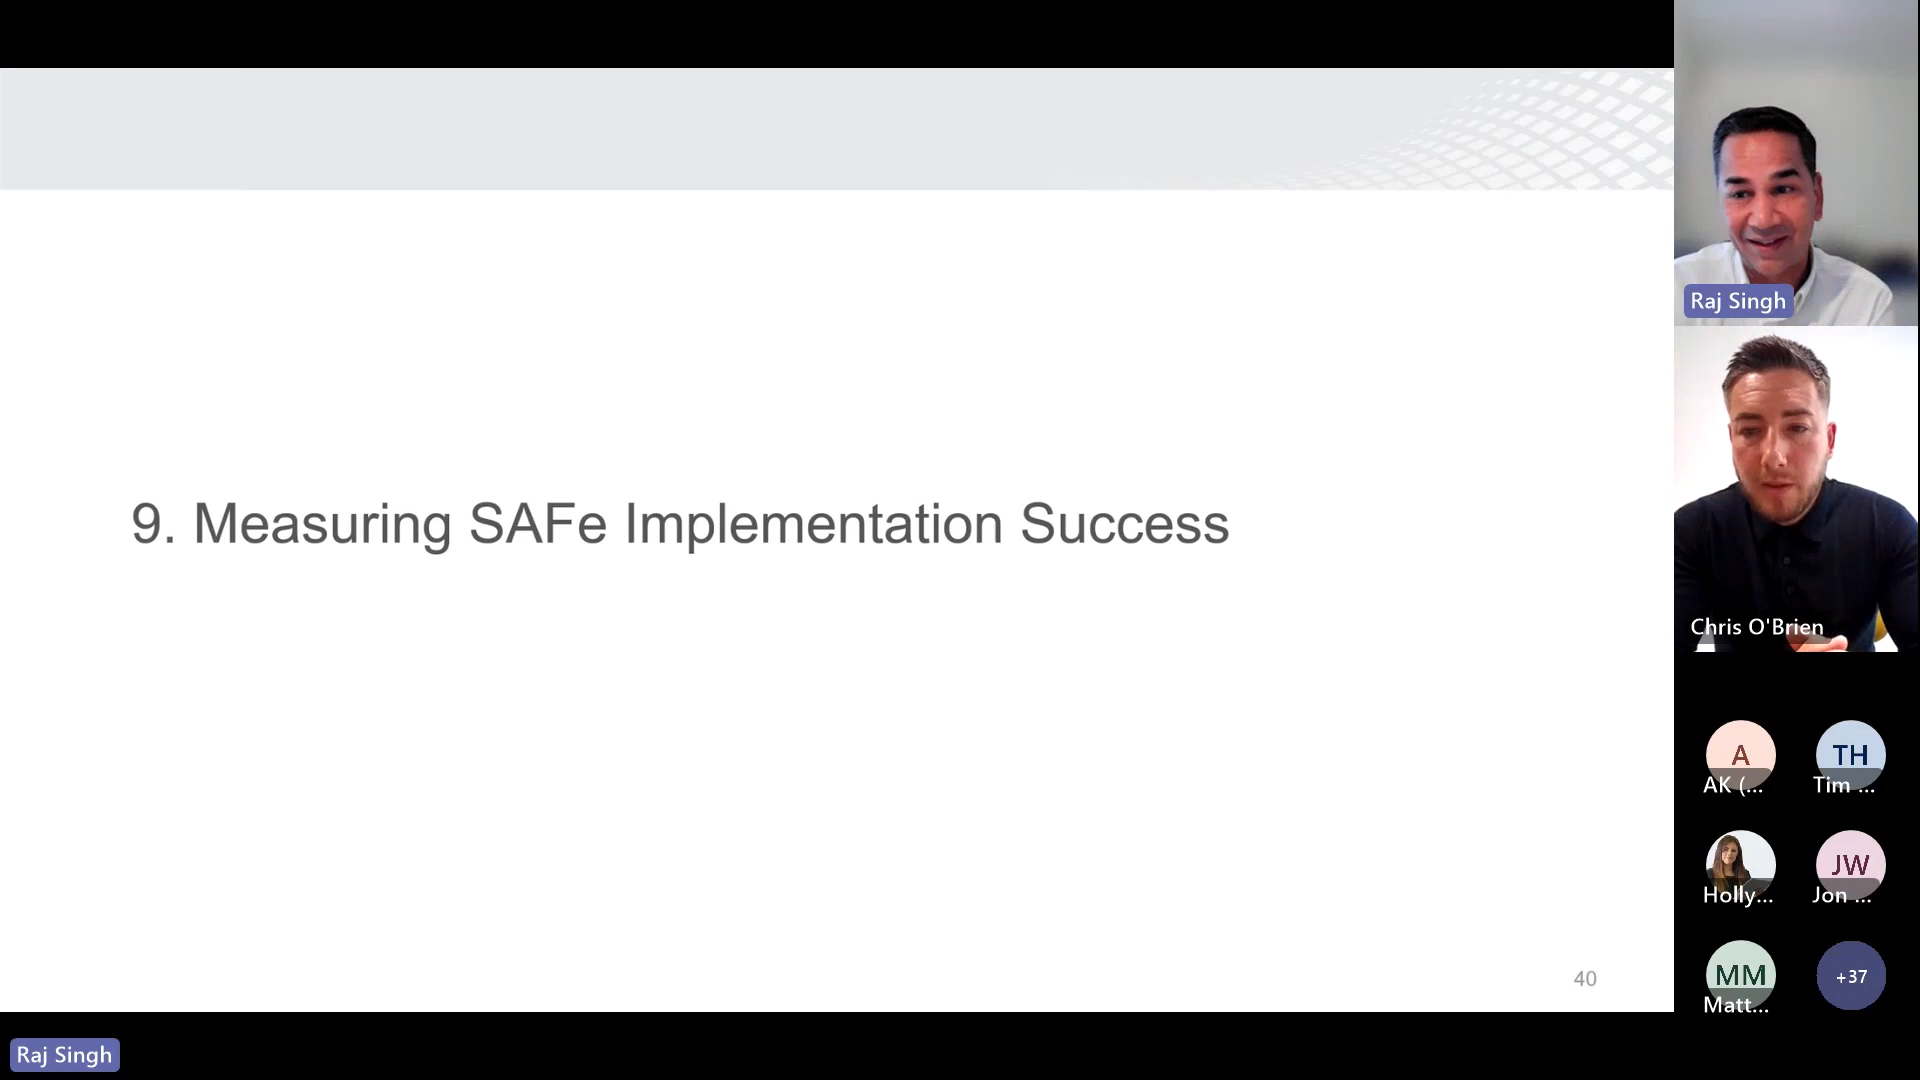 9. Measuring SAFe Implementation Success
40
Raj Singh
Raj Singh
Chris O'Brien
A
AK (...
TH
Tim ...
Holly...
JW
Jon ...
MM
Matt...
+37